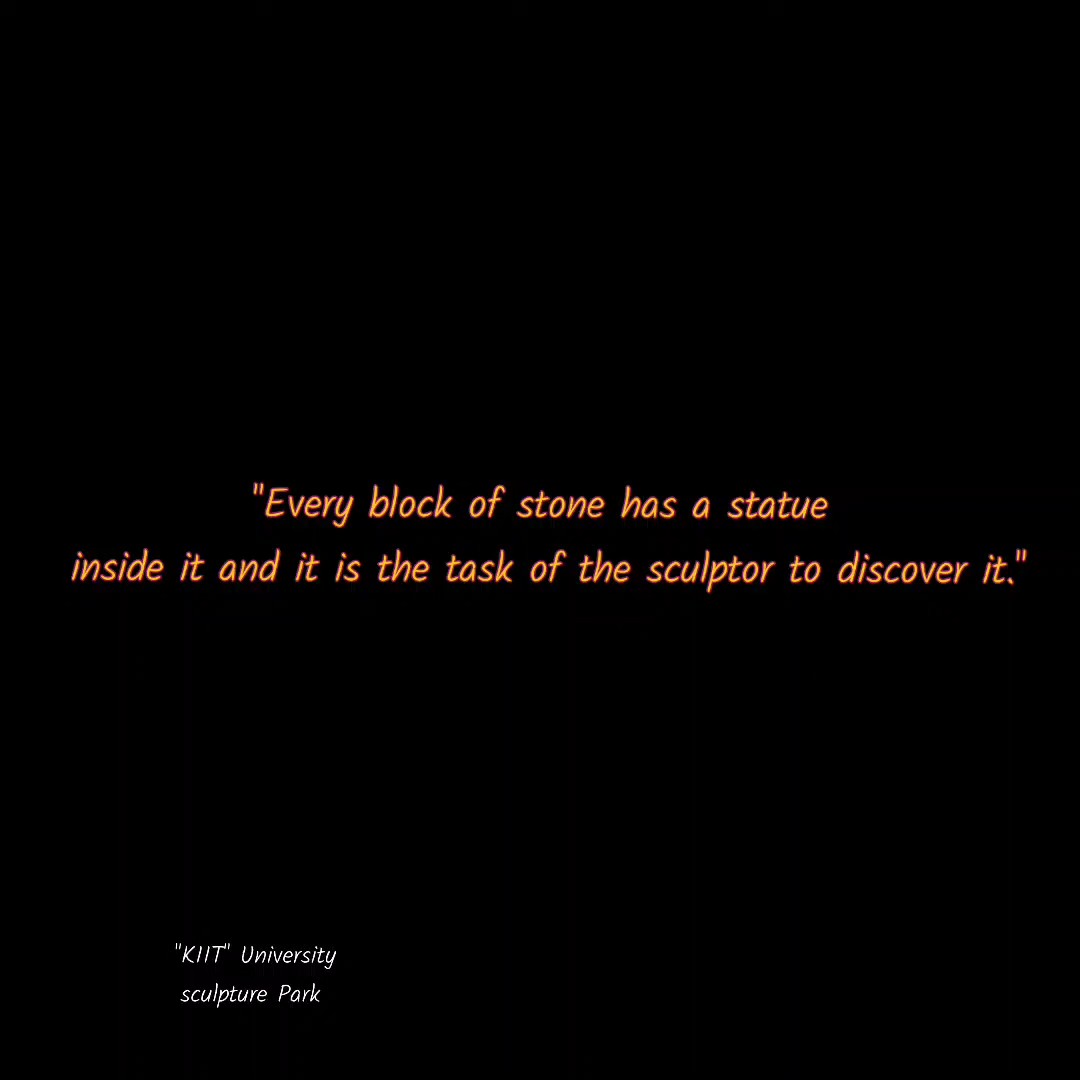 "Every block of stone has a statue
inside it and it is the task of the sculptor to discover it."
"KIIT" University
sculpture Park